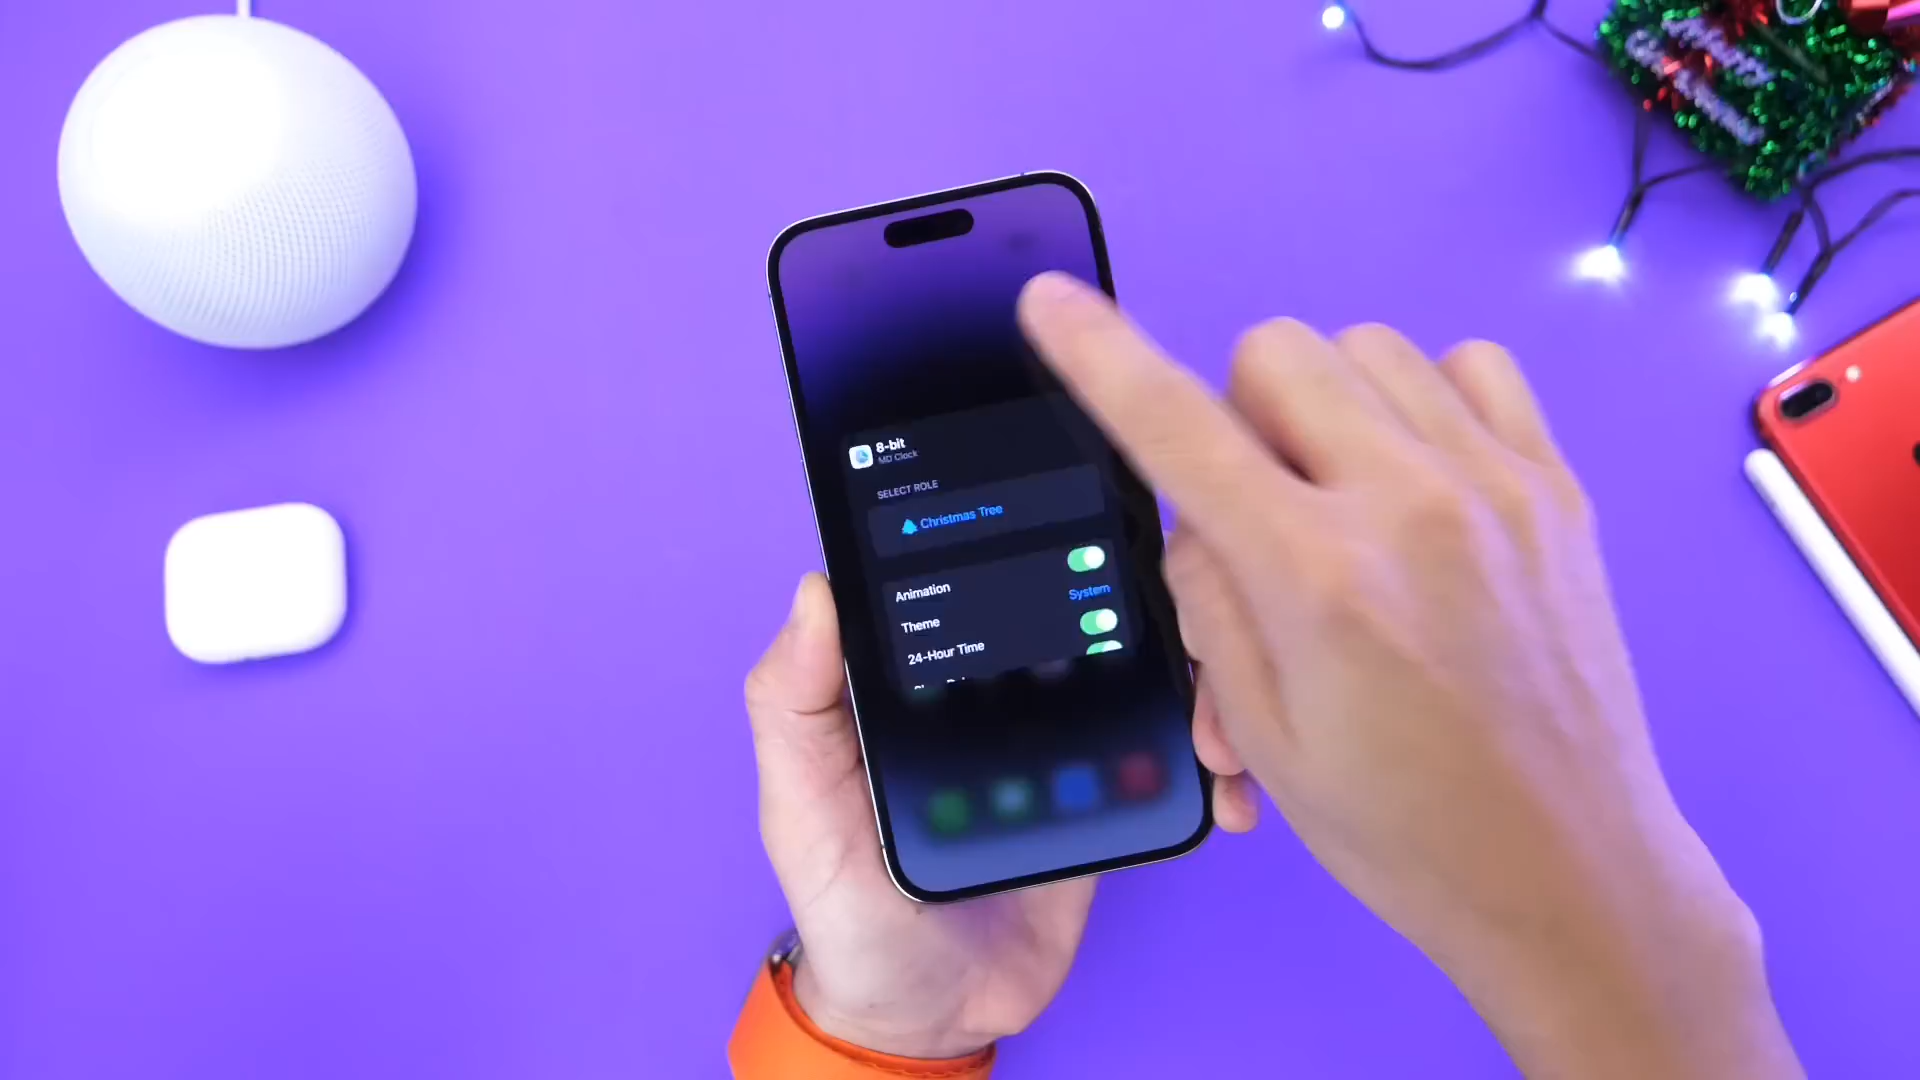 8-bit
MD Clock
SELECT ROLE
Christmas Tree
Animation
System
Theme
24-Hour Time